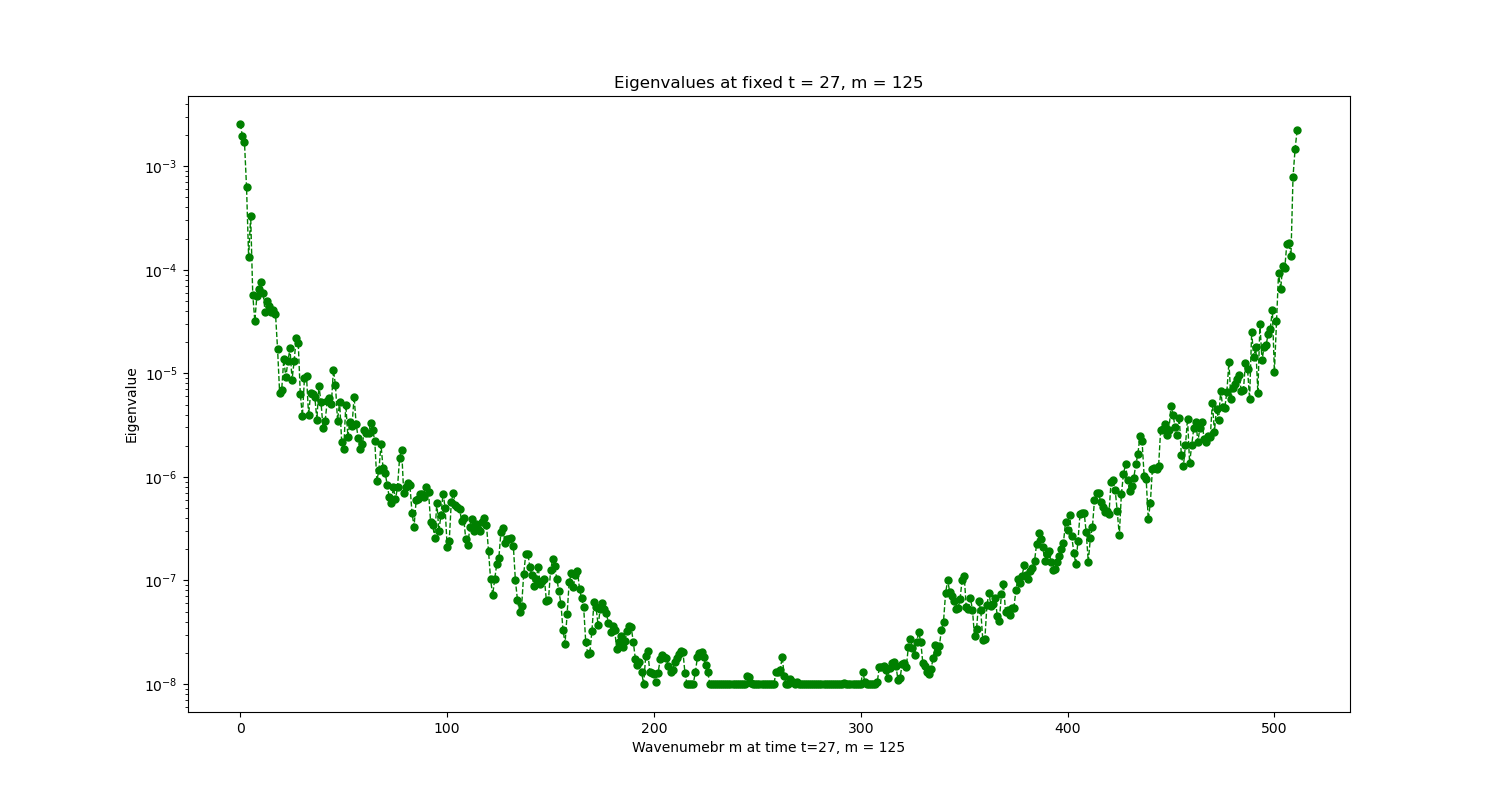 Eigenvalues at fixed t = 27, m = 125
Eigenvalue
10⁻³
10⁻⁴
10⁻⁵
10⁻⁶
10⁻⁷
10⁻⁸
0 100 200 300 400 500
Wavenumebr m at time t=27, m = 125